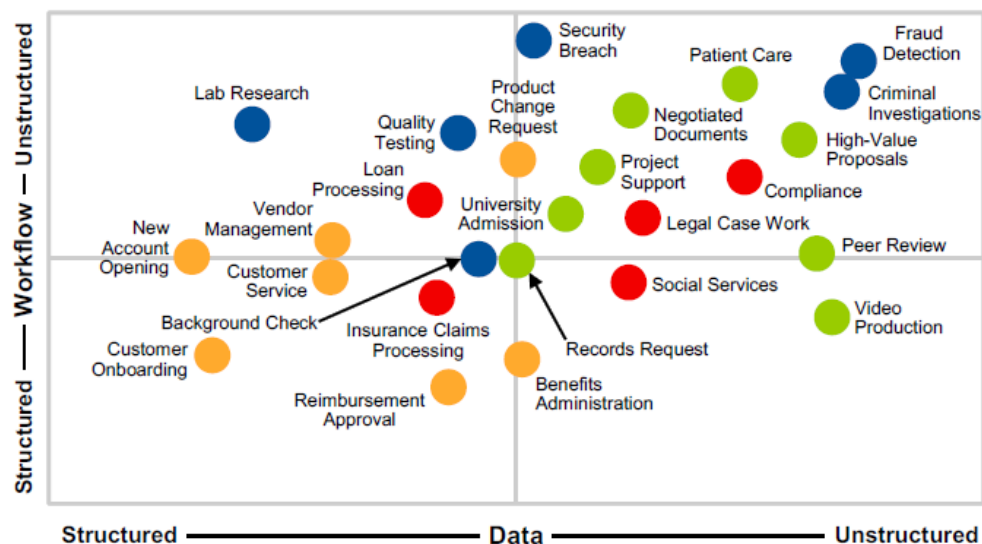 Security
Breach
Fraud
Detection
Patient Care
Lab Research
Product
Change
Request
Quality
Testing
Negotiated
Documents
Criminal
Investigations
High-Value
Proposals
Loan
Processing
Project
Support
Compliance
University
Admission
Vendor
Management
Legal Case Work
New
Account
Opening
Peer Review
Customer
Service
Social Services
Background Check
Insurance Claims
Processing
Video
Production
Customer
Onboarding
Records Request
Reimbursement
Approval
Benefits
Administration
Structured — Workflow — Unstructured
Structured — Data — Unstructured